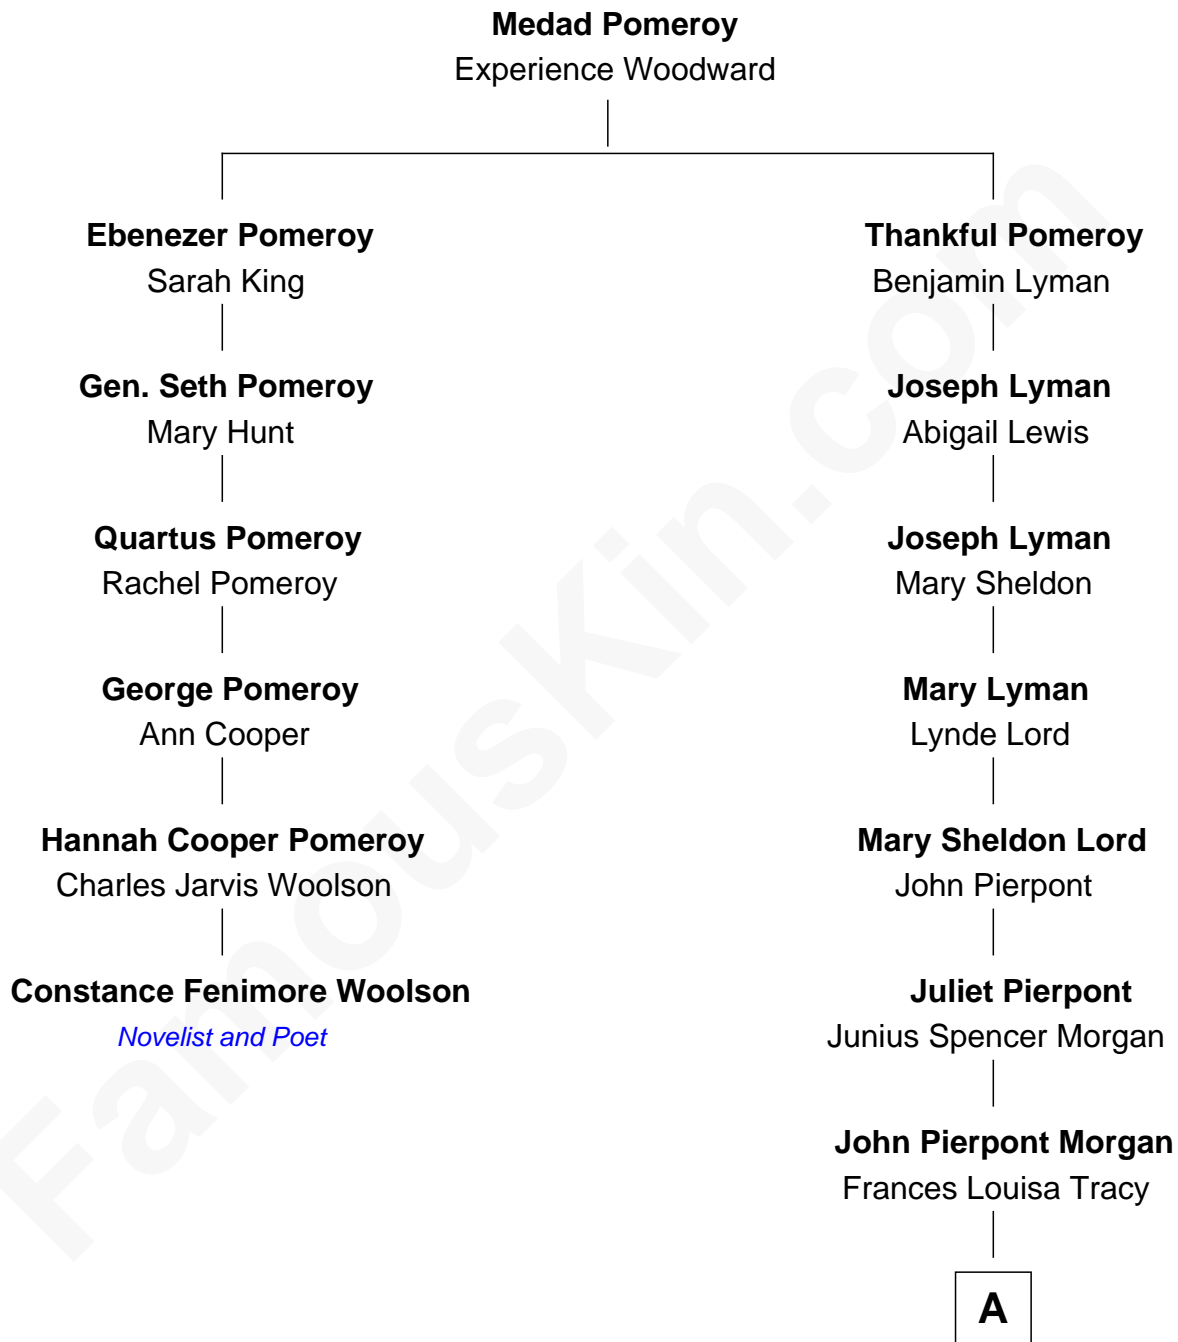 Medad Pomeroy
Experience Woodward
Ebenezer Pomeroy
Sarah King
Thankful Pomeroy
Benjamin Lyman
Gen. Seth Pomeroy
Mary Hunt
Joseph Lyman
Abigail Lewis
Quartus Pomeroy
Rachel Pomeroy
Joseph Lyman
Mary Sheldon
George Pomeroy
Ann Cooper
Mary Lyman
Lynde Lord
Hannah Cooper Pomeroy
Charles Jarvis Woolson
Mary Sheldon Lord
John Pierpont
Constance Fenimore Woolson
Novelist and Poet
Juliet Pierpont
Junius Spencer Morgan
John Pierpont Morgan
Frances Louisa Tracy
A
FamousKin.com